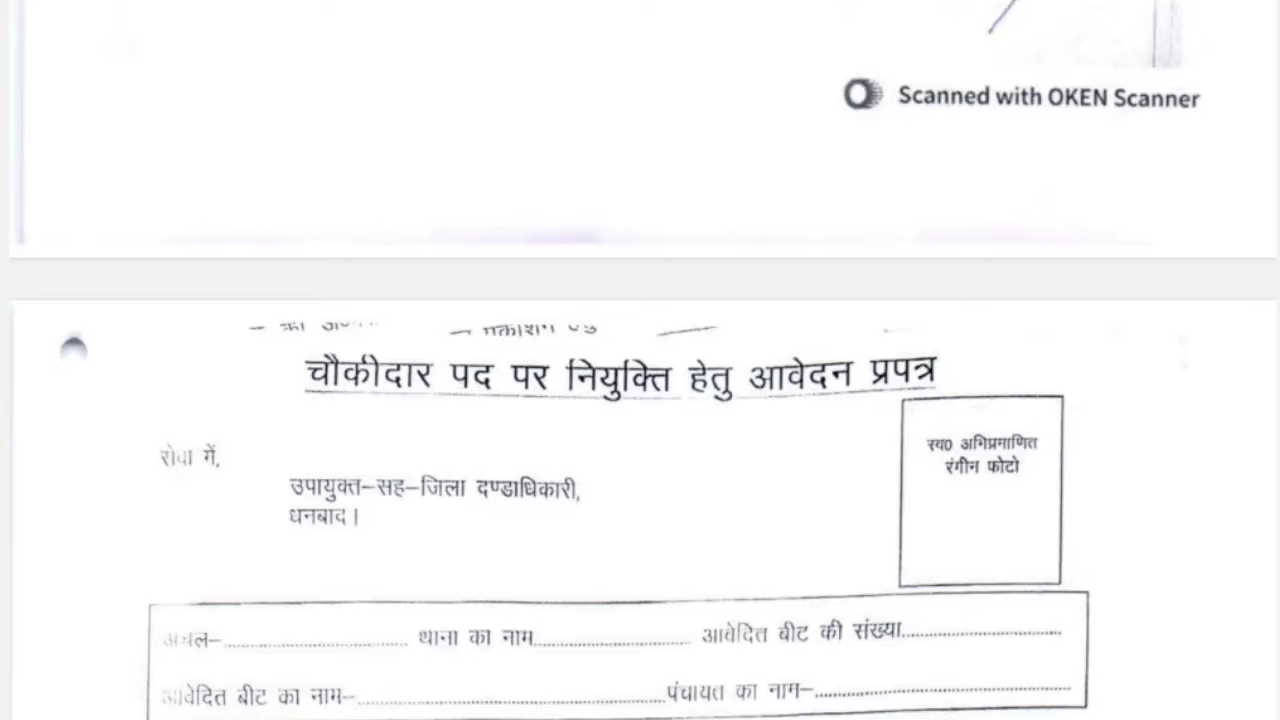 Scanned with OKEN Scanner
चौकीदार पद पर नियुक्ति हेतु आवेदन प्रपत्र
सेवा में,
स्व0 अभिप्रमाणित
रंगीन फोटो
उपायुक्त–सह–जिला दण्डाधिकारी,
धनबाद।
अंचल–.................................. थाना का नाम.................................. आवेदित बीट की संख्या..................................
आवेदित बीट का नाम–..................................पंचायत का नाम–..................................